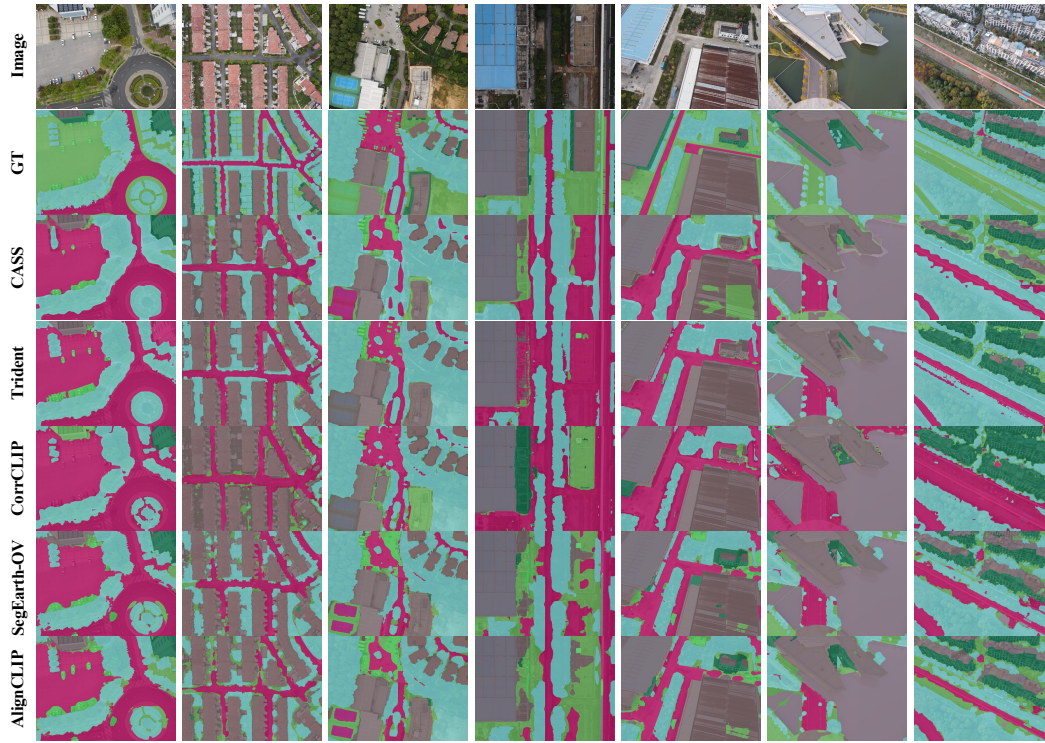 Image
GT
CASS
Trident
CorrCLIP
SegEarth-OV
AlignCLIP